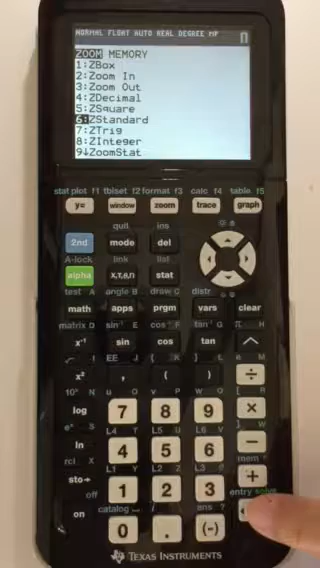 NORMAL FLOAT AUTO REAL DEGREE MP
ZOOM MEMORY
1:ZBox
2:Zoom In
3:Zoom Out
4:ZDecimal
5:ZSquare
6:ZStandard
7:ZTrig
8:ZInteger
9↓ZoomStat
stat plot f1 tblset f2 format f3 calc f4 table f5
y= window zoom trace graph
quit ins
2nd mode del
A-lock link list
alpha X,T,θ,n stat
test A angle B draw C distr
math apps prgm vars clear
matrix D sin⁻¹ E cos⁻¹ F tan⁻¹ G π H
x⁻¹ sin cos tan ^
√ I EE J { K } L e M
x² , ( ) ÷
10ˣ N u O v P w Q [ R
log 7 8 9 ×
eˣ S L4 T L5 U L6 V ] W
ln 4 5 6 −
rcl X L1 Y L2 Z L3 θ mem "
sto→ 1 2 3 +
off catalog i ans ? entry solve
on 0 . (-)
TEXAS INSTRUMENTS